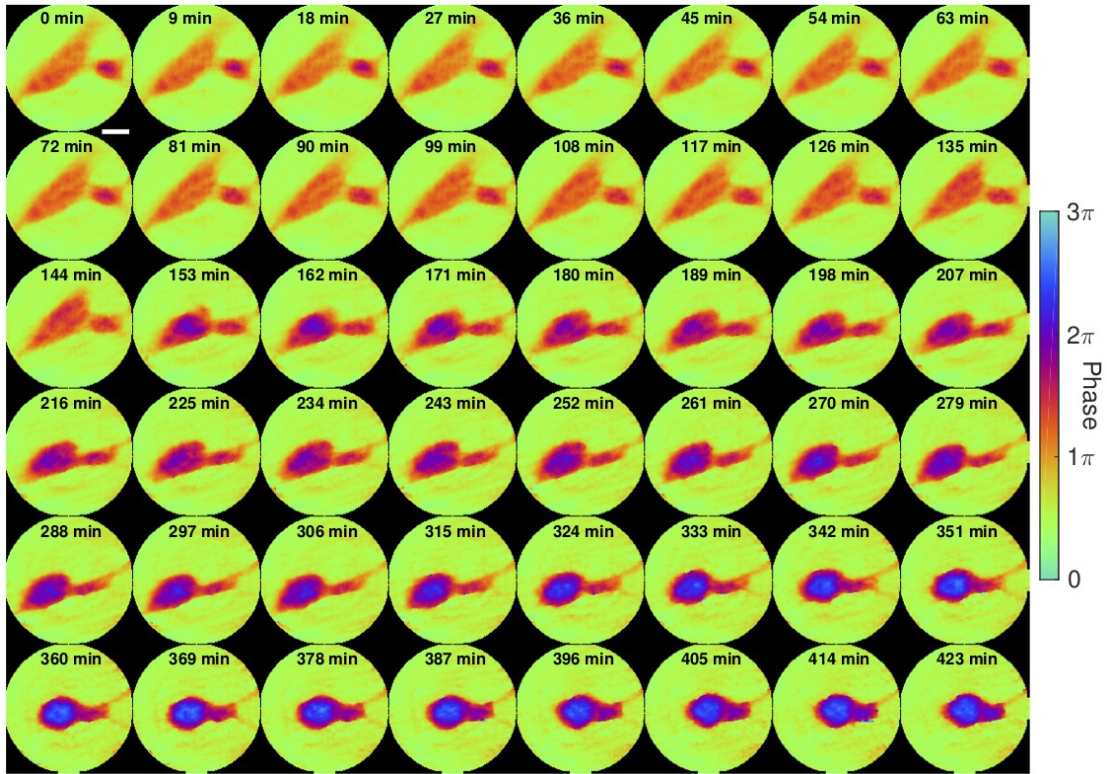 0 min 9 min 18 min 27 min 36 min 45 min 54 min 63 min
72 min 81 min 90 min 99 min 108 min 117 min 126 min 135 min
144 min 153 min 162 min 171 min 180 min 189 min 198 min 207 min
216 min 225 min 234 min 243 min 252 min 261 min 270 min 279 min
288 min 297 min 306 min 315 min 324 min 333 min 342 min 351 min
360 min 369 min 378 min 387 min 396 min 405 min 414 min 423 min
3π
2π
1π
0
Phase